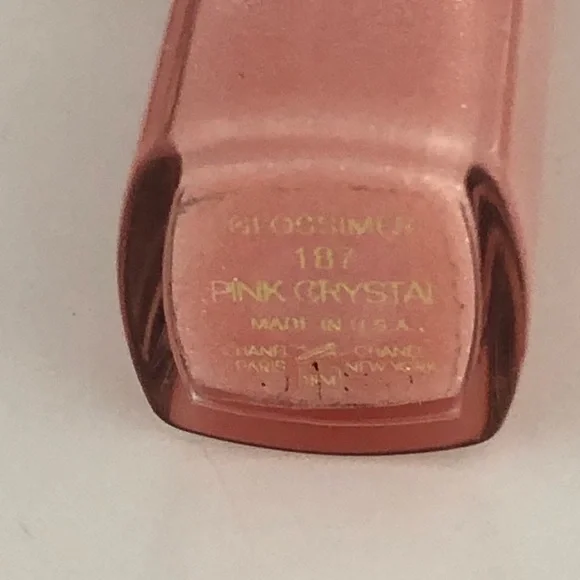 GLOSSIMER
187
PINK CRYSTAL
MADE IN U.S.A.
CHANEL CHANEL
PARIS NEW YORK